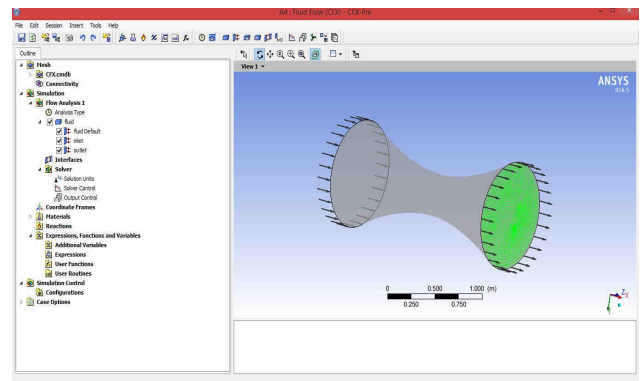 A4 : Fluid Flow (CFX) - CFX-Pre
File Edit Session Insert Tools Help
Outline
Mesh
CFX.cmdb
Connectivity
Simulation
Flow Analysis 1
Analysis Type
fluid
fluid Default
inlet
outlet
Interfaces
Solver
Solution Units
Solver Control
Output Control
Coordinate Frames
Materials
Reactions
Expressions, Functions and Variables
Additional Variables
Expressions
User Functions
User Routines
Simulation Control
Configurations
Case Options
View 1
ANSYS
R14.5
0 0.500 1.000 (m)
0.250 0.750
Z